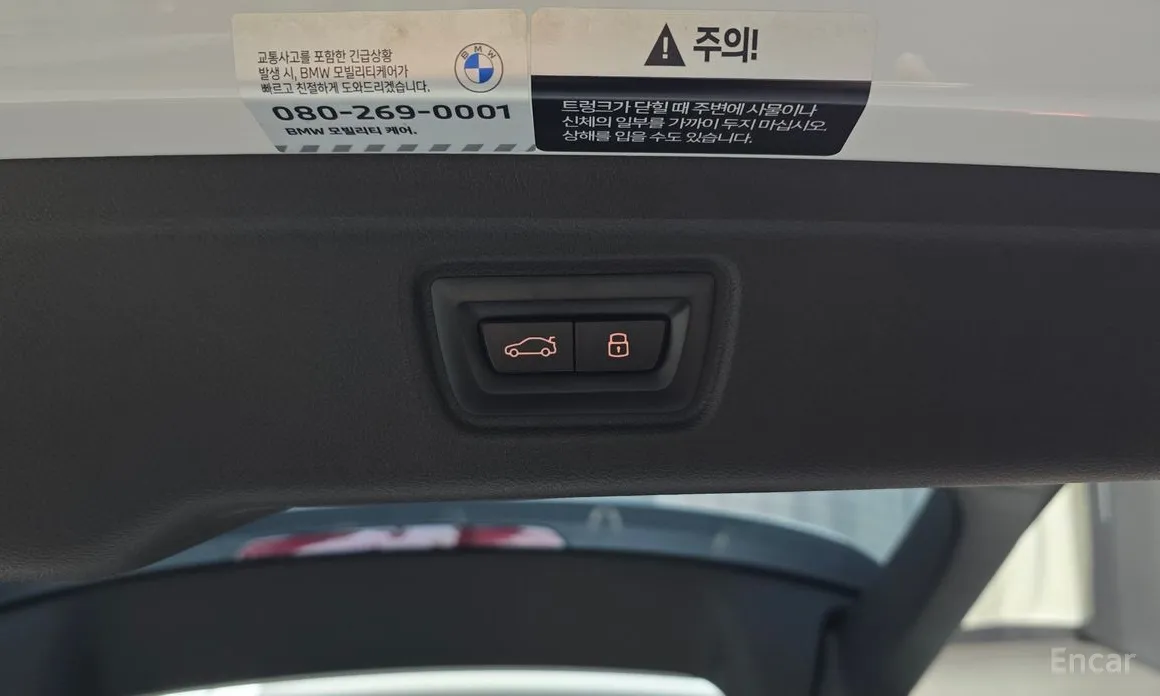 교통사고를 포함한 긴급상황
발생 시, BMW 모빌리티케어가
빠르고 친절하게 도와드리겠습니다.
080-269-0001
BMW 모빌리티 케어.
BMW
주의!
트렁크가 닫힐 때 주변에 사물이나
신체의 일부를 가까이 두지 마십시오.
상해를 입을 수도 있습니다.
Encar